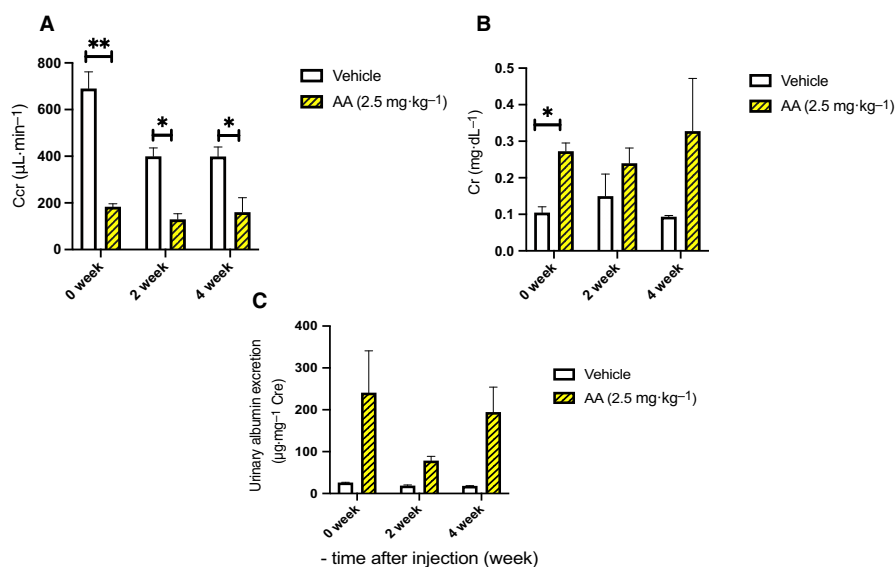 A
**
800
600
400
200
0
Ccr (µL·min−1)
*
*
0 week
2 week
4 week
Vehicle
AA (2.5 mg·kg−1)
B
0.5
0.4
0.3
0.2
0.1
0.0
Cr (mg·dL−1)
*
0 week
2 week
4 week
Vehicle
AA (2.5 mg·kg−1)
C
400
300
200
100
0
Urinary albumin excretion
(µg·mg−1 Cre)
0 week
2 week
4 week
Vehicle
AA (2.5 mg·kg−1)
- time after injection (week)